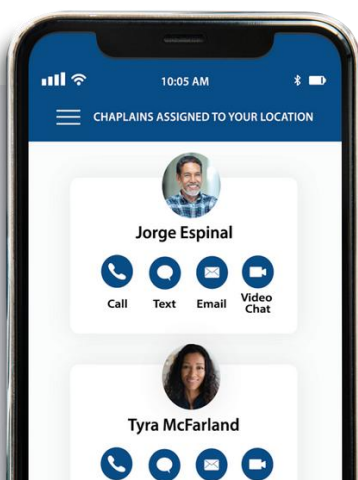 10:05 AM
CHAPLAINS ASSIGNED TO YOUR LOCATION
Jorge Espinal
Call Text Email Video Chat
Tyra McFarland